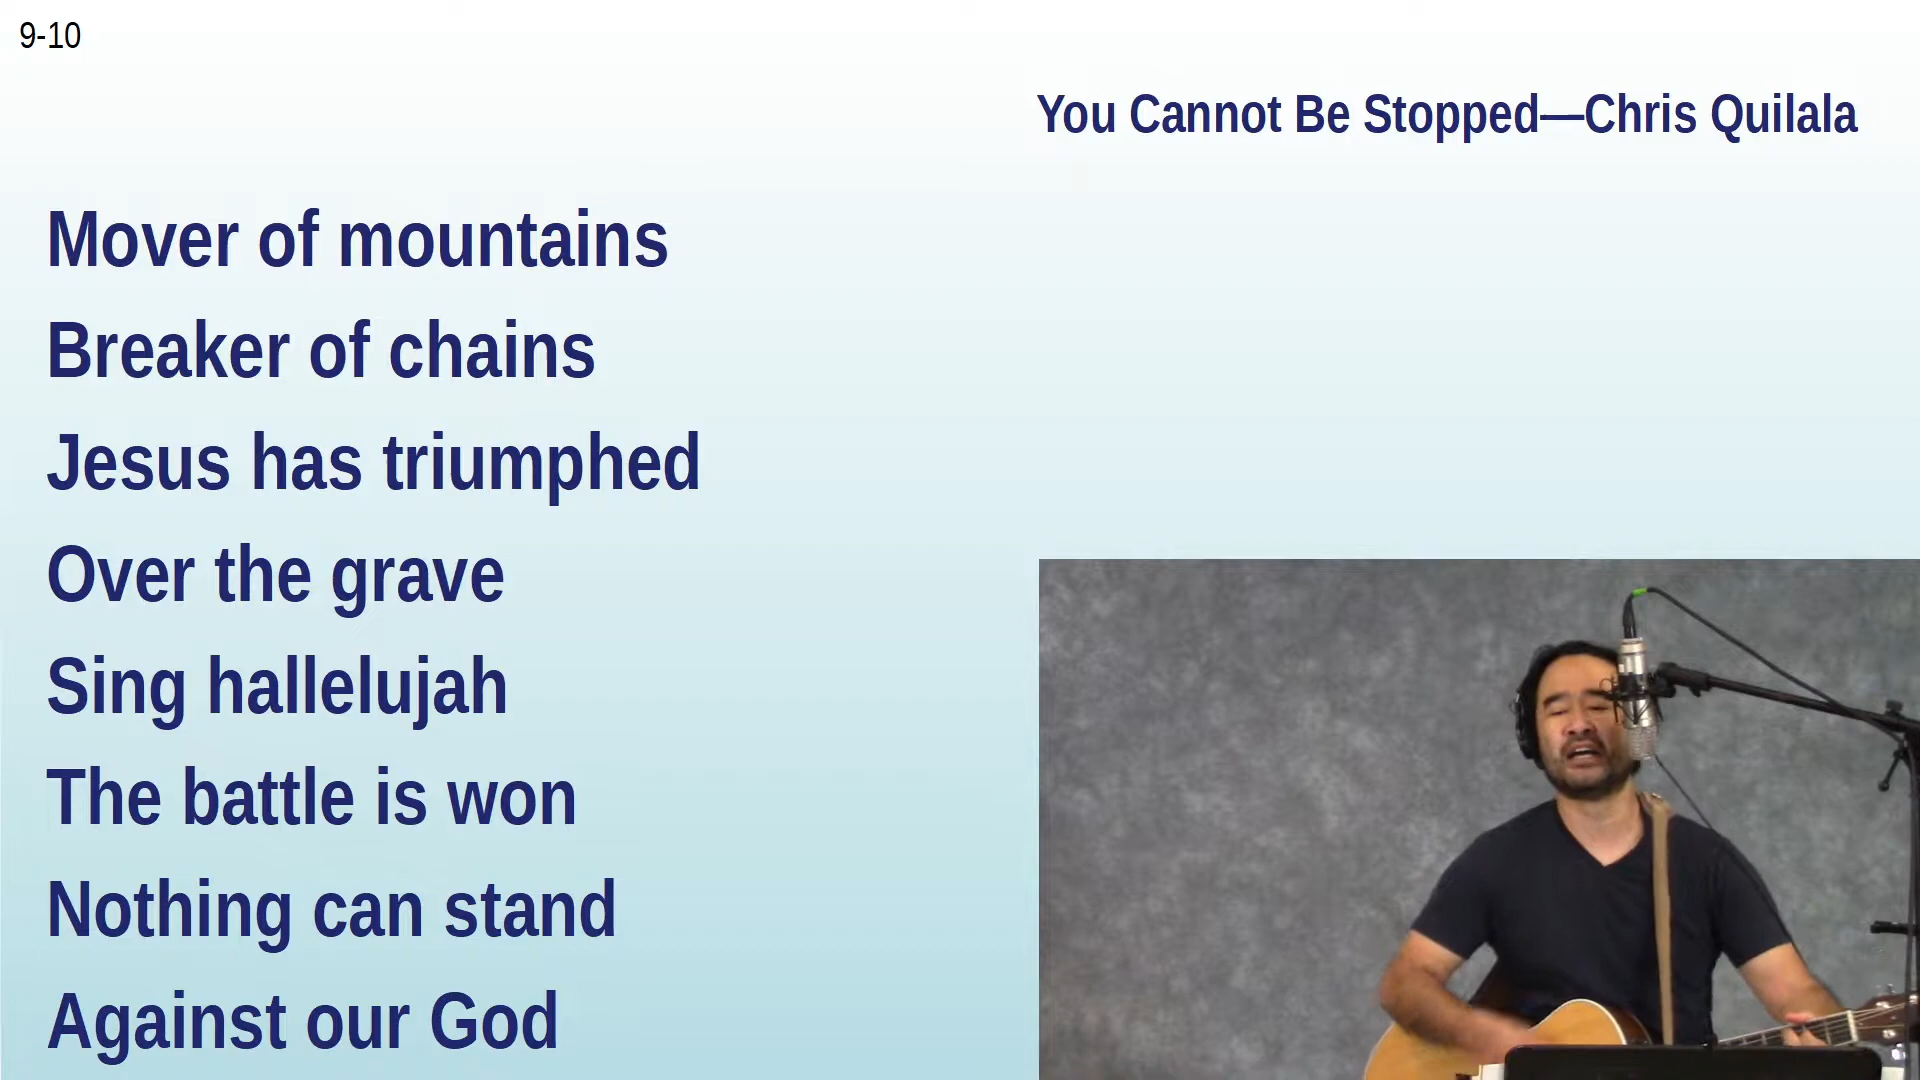 9-10
You Cannot Be Stopped—Chris Quilala
Mover of mountains
Breaker of chains
Jesus has triumphed
Over the grave
Sing hallelujah
The battle is won
Nothing can stand
Against our God